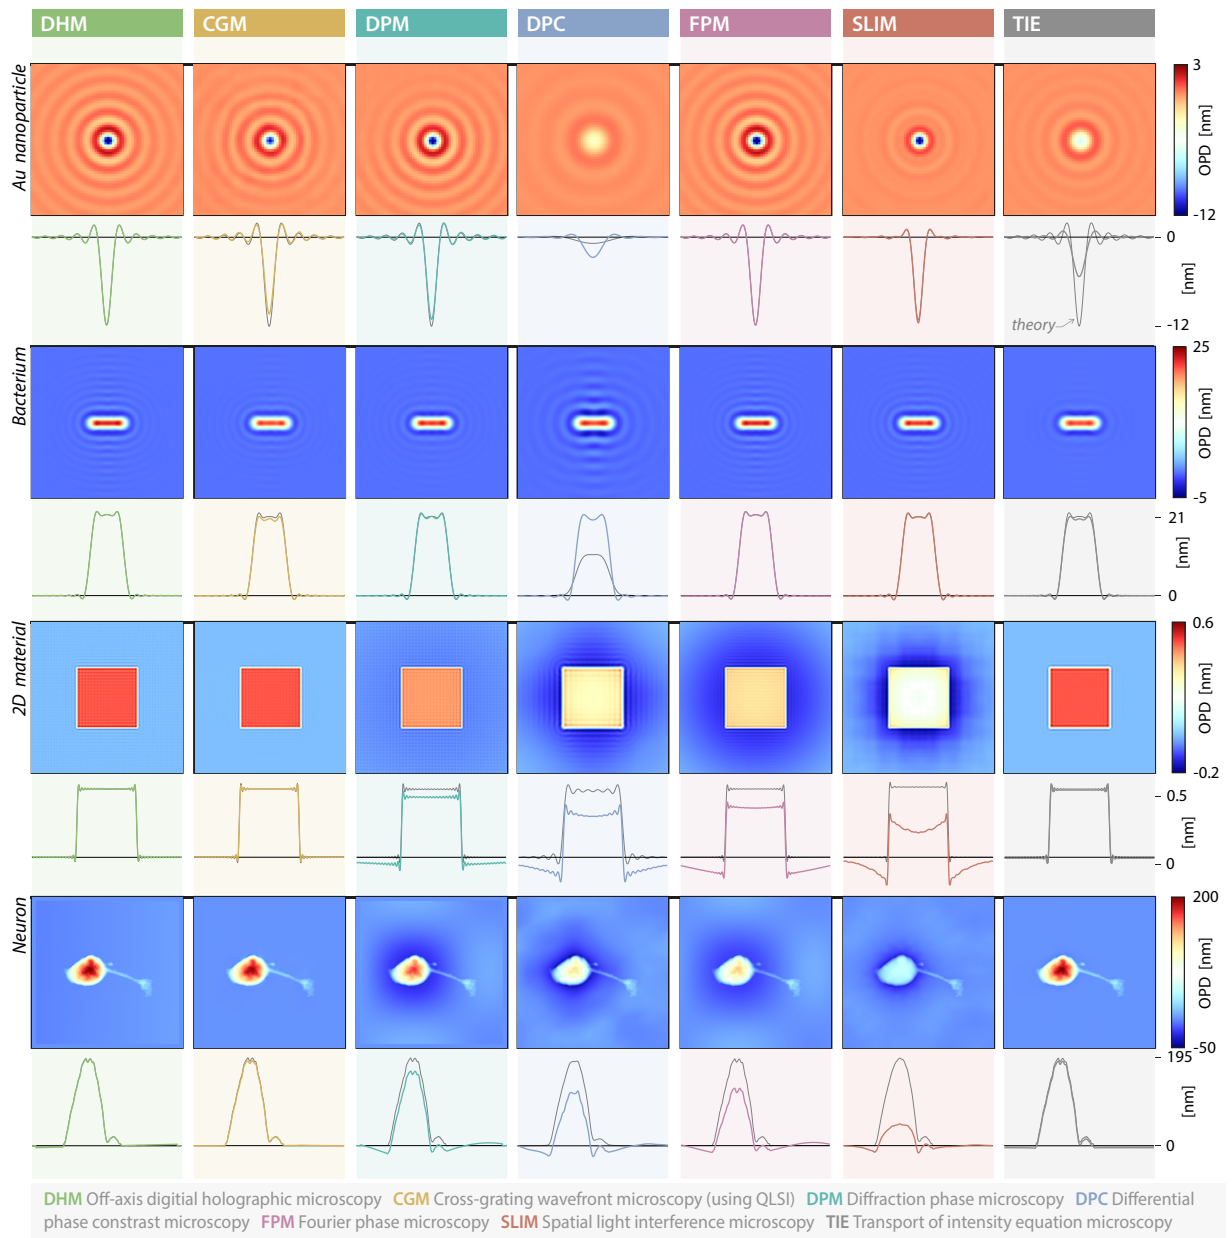 DHM CGM DPM DPC FPM SLIM TIE
Au nanoparticle
3
OPD [nm]
-12
0
[nm]
theory
-12
Bacterium
25
OPD [nm]
-5
21
[nm]
0
2D material
0.6
OPD [nm]
-0.2
0.5
[nm]
0
Neuron
200
OPD [nm]
-50
195
[nm]
0
DHM Off-axis digitial holographic microscopy CGM Cross-grating wavefront microscopy (using QLSI) DPM Diffraction phase microscopy DPC Differential
phase constrast microscopy FPM Fourier phase microscopy SLIM Spatial light interference microscopy TIE Transport of intensity equation microscopy